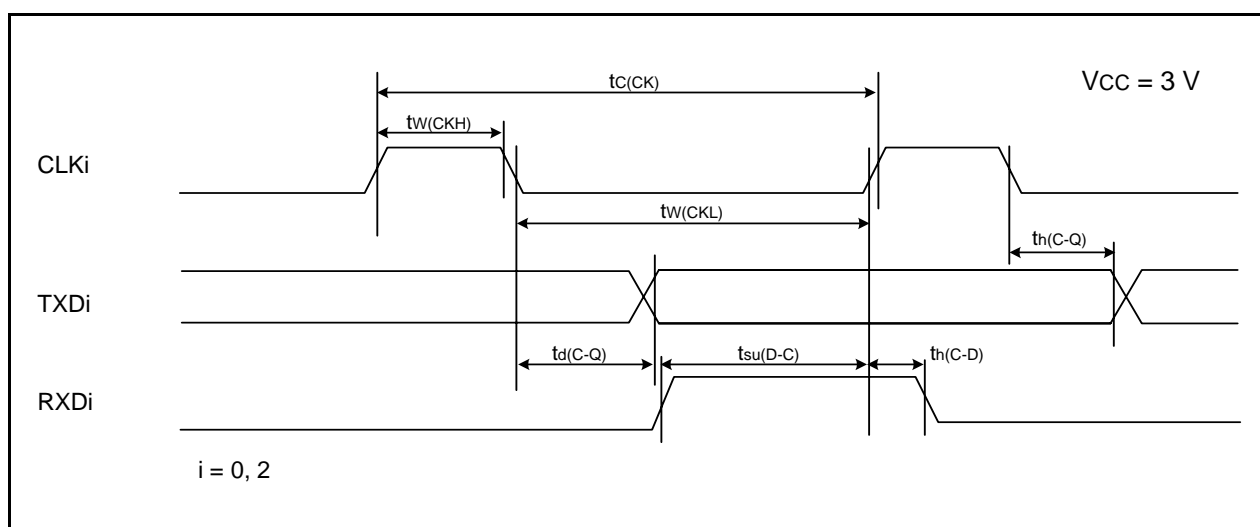 tC(CK)
VCC = 3 V
tW(CKH)
CLKi
tW(CKL)
th(C-Q)
TXDi
td(C-Q)
tsu(D-C)
th(C-D)
RXDi
i = 0, 2